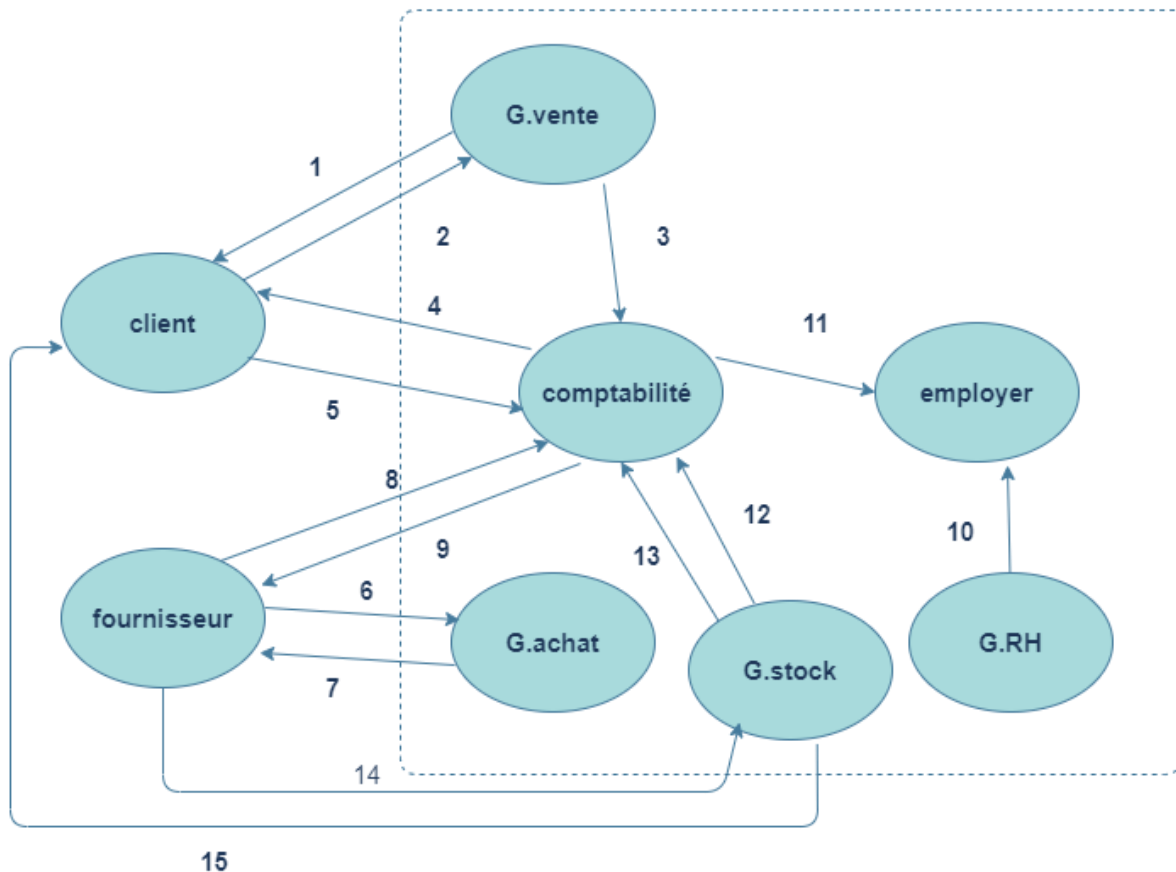 G.vente
1
2
3
client
4
11
5
comptabilité
employer
8
9
13
12
10
fournisseur
6
G.achat
7
G.stock
G.RH
14
15